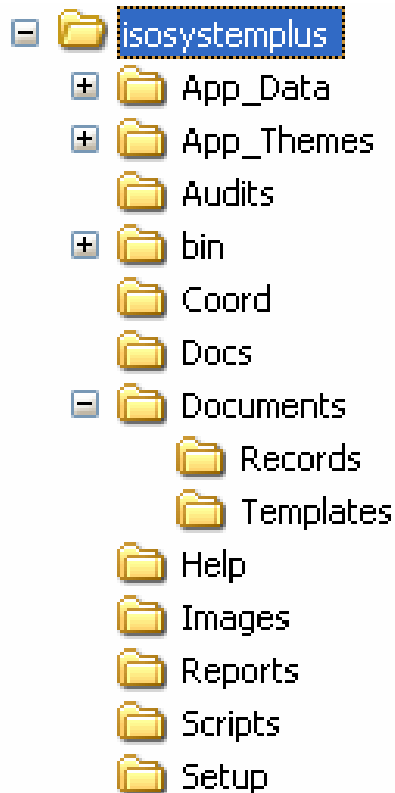 isosystemplus
App_Data
App_Themes
Audits
bin
Coord
Docs
Documents
Records
Templates
Help
Images
Reports
Scripts
Setup